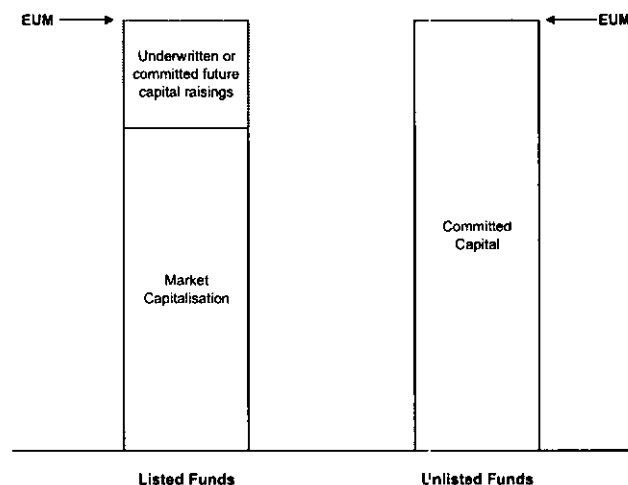 EUM
EUM
Underwritten or
committed future
capital raisings
Committed
Capital
Market
Capitalisation
Listed Funds
Unlisted Funds